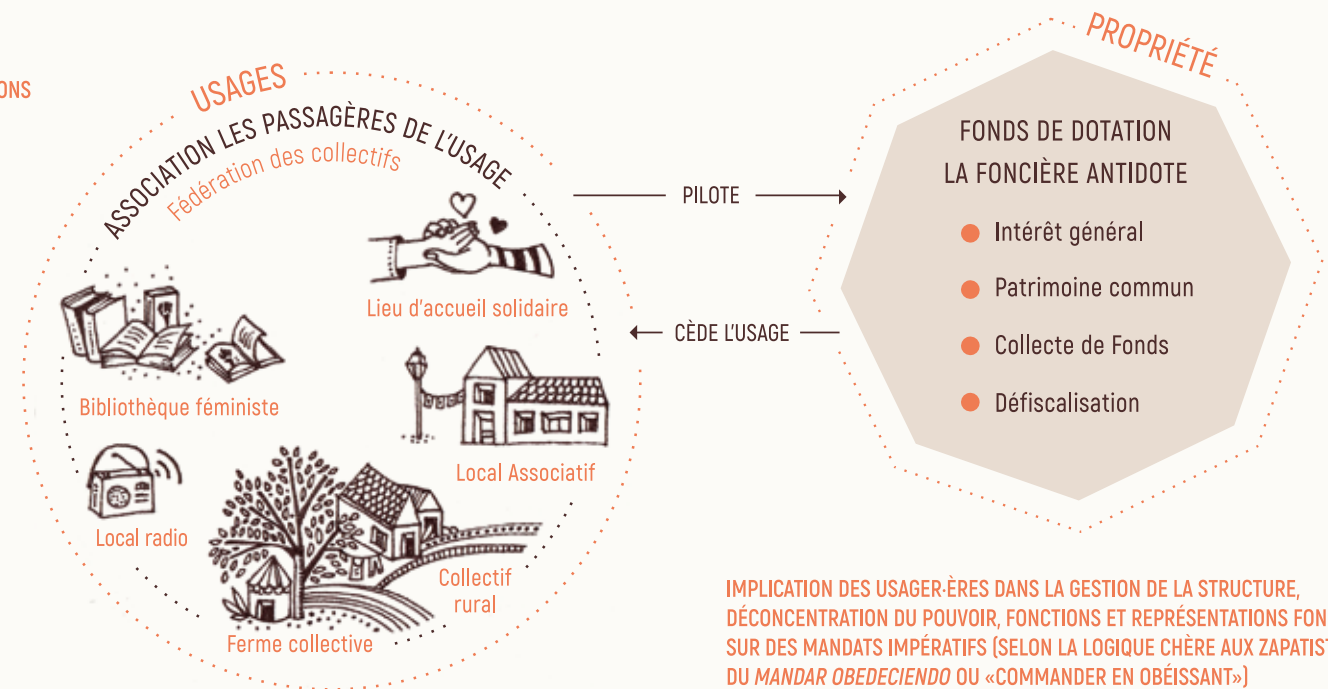 ONS
USAGES
ASSOCIATION LES PASSAGÈRES DE L'USAGE
Fédération des collectifs
Lieu d'accueil solidaire
Bibliothèque féministe
Local Associatif
Local radio
Collectif
rural
Ferme collective
PILOTE
CÈDE L'USAGE
PROPRIÉTÉ
FONDS DE DOTATION
LA FONCIÈRE ANTIDOTE
Intérêt général
Patrimoine commun
Collecte de Fonds
Défiscalisation
IMPLICATION DES USAGER·ÈRES DANS LA GESTION DE LA STRUCTURE,
DÉCONCENTRATION DU POUVOIR, FONCTIONS ET REPRÉSENTATIONS FON
SUR DES MANDATS IMPÉRATIFS (SELON LA LOGIQUE CHÈRE AUX ZAPATIST
DU MANDAR OBEDECIENDO OU «COMMANDER EN OBÉISSANT»)